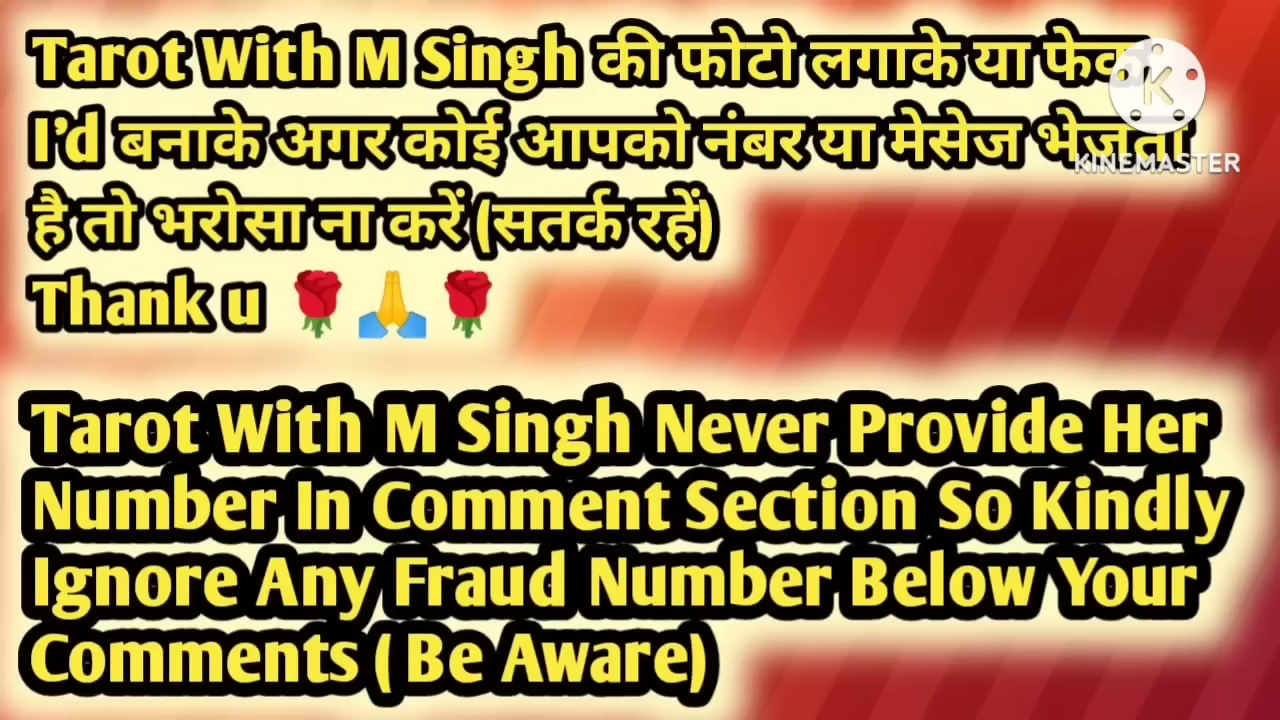 Tarot With M Singh की फोटो लगाके या फेक
I'd बनाके अगर कोई आपको नंबर या मेसेज भेजता
है तो भरोसा ना करें (सतर्क रहें)
Thank u 🌹🙏🌹
K
KINEMASTER
Tarot With M Singh Never Provide Her
Number In Comment Section So Kindly
Ignore Any Fraud Number Below Your
Comments ( Be Aware)